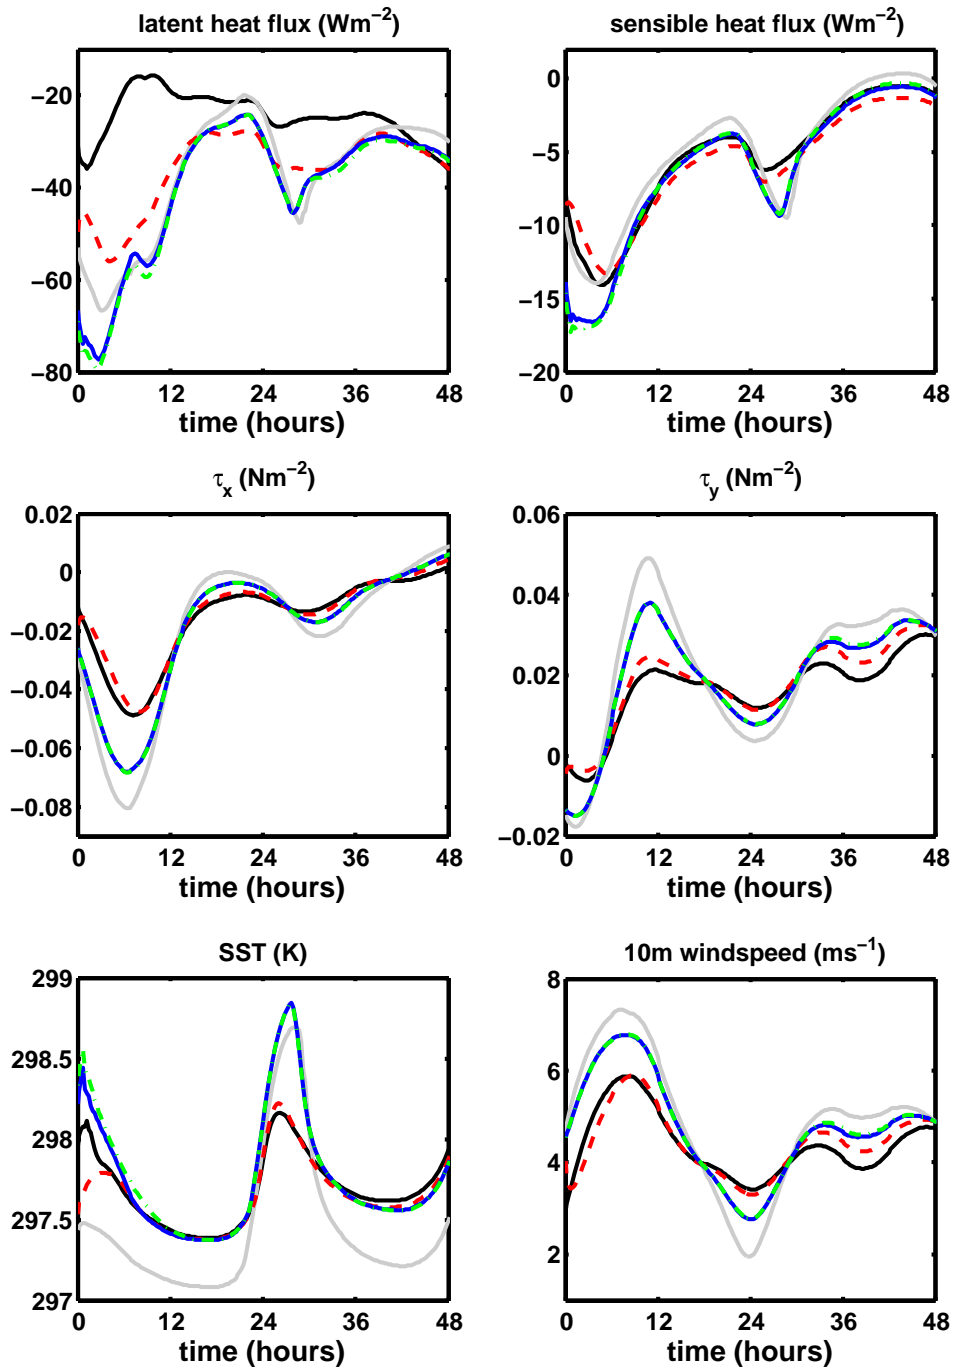 latent heat flux (Wm−2)
−20
−40
−60
−80
0 12 24 36 48
time (hours)
sensible heat flux (Wm−2)
0
−5
−10
−15
−20
0 12 24 36 48
time (hours)
τx (Nm−2)
0.02
0
−0.02
−0.04
−0.06
−0.08
0 12 24 36 48
time (hours)
τy (Nm−2)
0.06
0.04
0.02
0
−0.02
0 12 24 36 48
time (hours)
SST (K)
299
298.5
298
297.5
297
0 12 24 36 48
time (hours)
10m windspeed (ms−1)
8
6
4
2
0 12 24 36 48
time (hours)